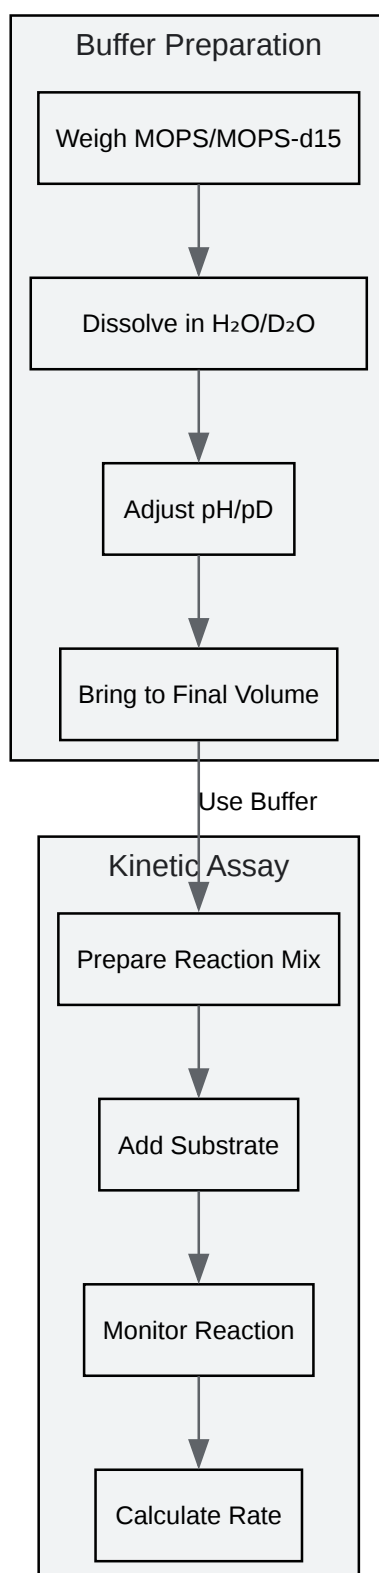 Buffer Preparation
Weigh MOPS/MOPS-d15
Dissolve in H₂O/D₂O
Adjust pH/pD
Bring to Final Volume
Use Buffer
Kinetic Assay
Prepare Reaction Mix
Add Substrate
Monitor Reaction
Calculate Rate